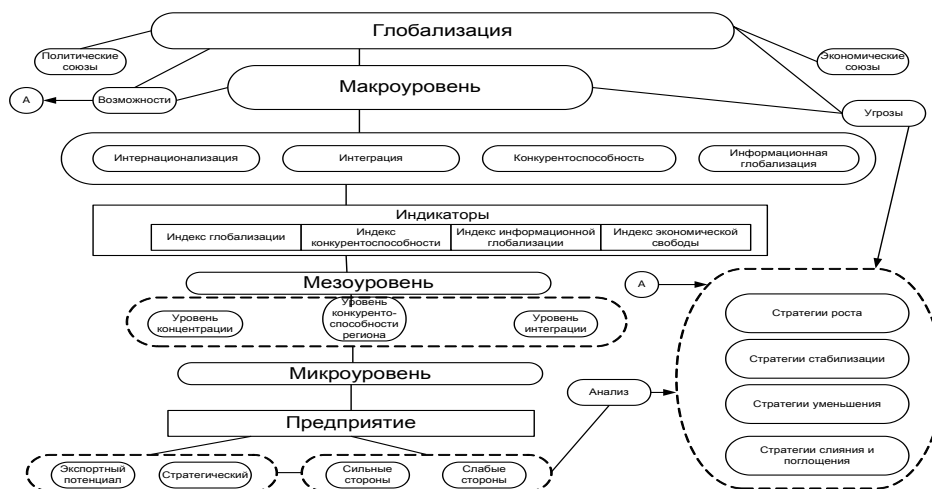 Глобализация
Политические
союзы
Экономические
союзы
Макроуровень
А
Возможности
Угрозы
Интернационализация
Интеграция
Конкурентоспособность
Информационная
глобализация
Индикаторы
Индекс глобализации
Индекс
конкурентоспособности
Индекс информационной
глобализации
Индекс экономической
свободы
Мезоуровень
А
Уровень
концентрации
Уровень
конкуренто-
способности
региона
Уровень
интеграции
Стратегии роста
Стратегии стабилизации
Микроуровень
Анализ
Стратегии уменьшения
Предприятие
Стратегии слияния и
поглощения
Экспортный
потенциал
Стратегический
Сильные
стороны
Слабые
стороны